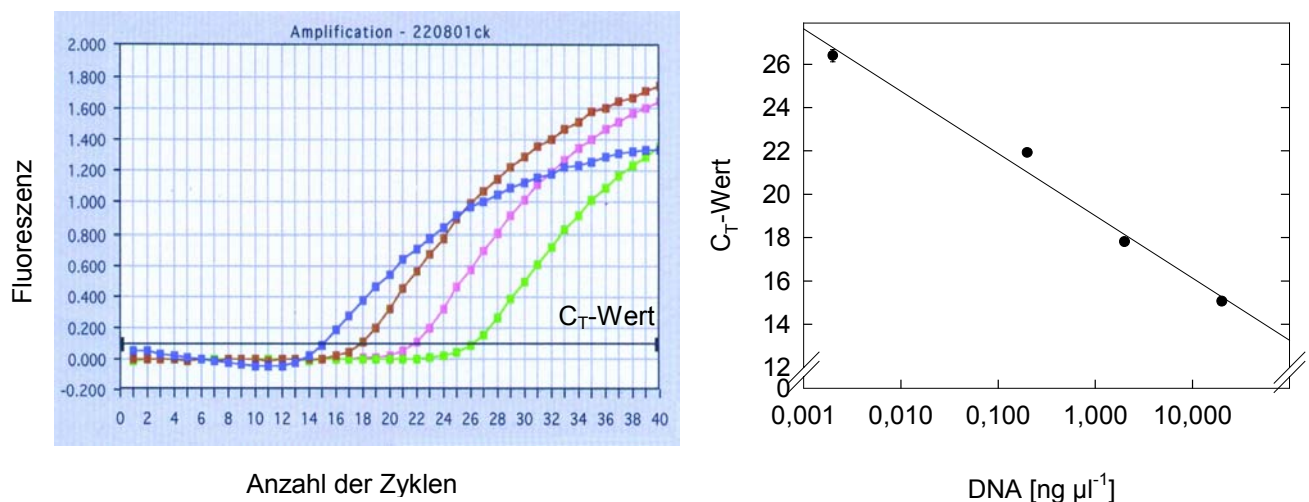 Amplification - 220801ck
2.000
1.800
1.600
1.400
1.200
1.000
0.800
0.600
0.400
0.200
0.000
-0.200
Fluoreszenz
C_T-Wert
0 2 4 6 8 10 12 14 16 18 20 22 24 26 28 30 32 34 36 38 40
Anzahl der Zyklen
26
24
22
20
18
16
14
12
0
C_T-Wert
0,001 0,010 0,100 1,000 10,000
DNA [ng µl⁻¹]